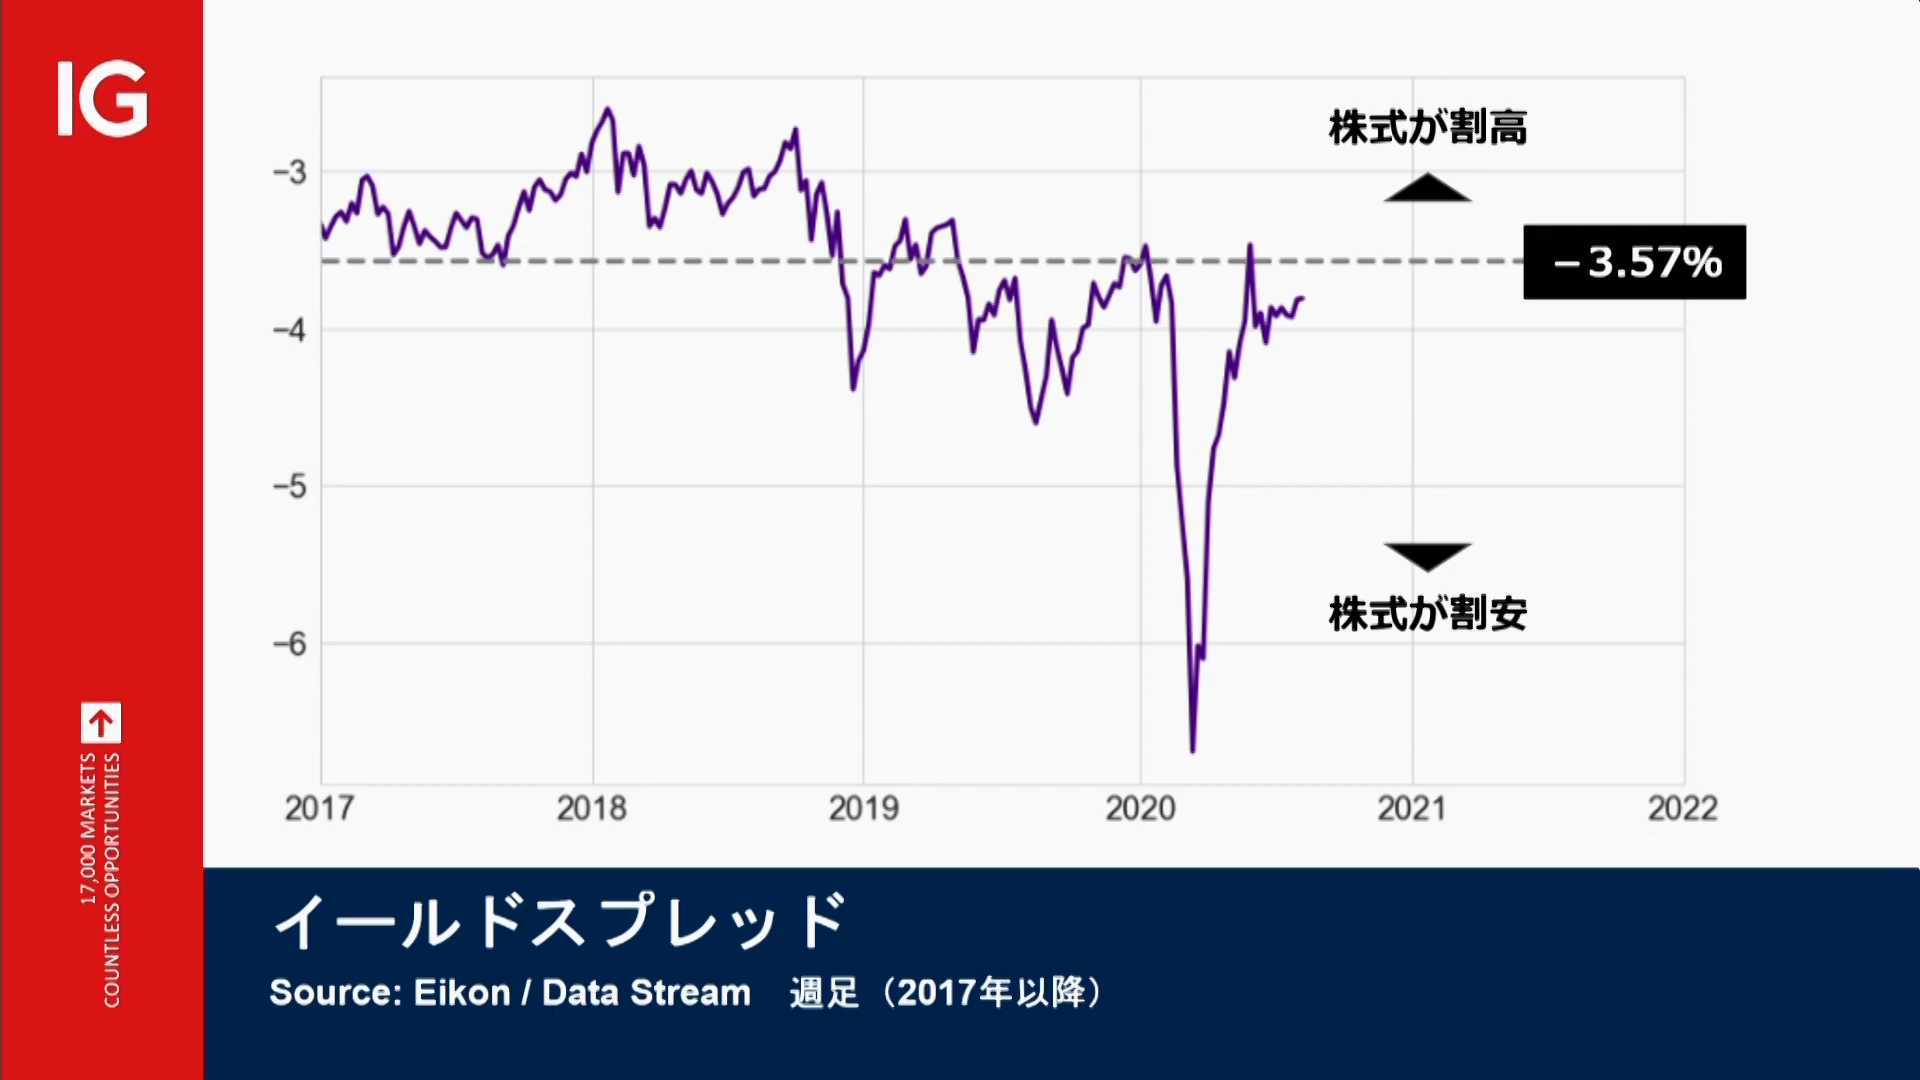 IG
株式が割高
−3
−3.57%
−4
−5
株式が割安
−6
2017 2018 2019 2020 2021 2022
17,000 MARKETS
COUNTLESS OPPORTUNITIES
イールドスプレッド
Source: Eikon / Data Stream 週足（2017年以降）